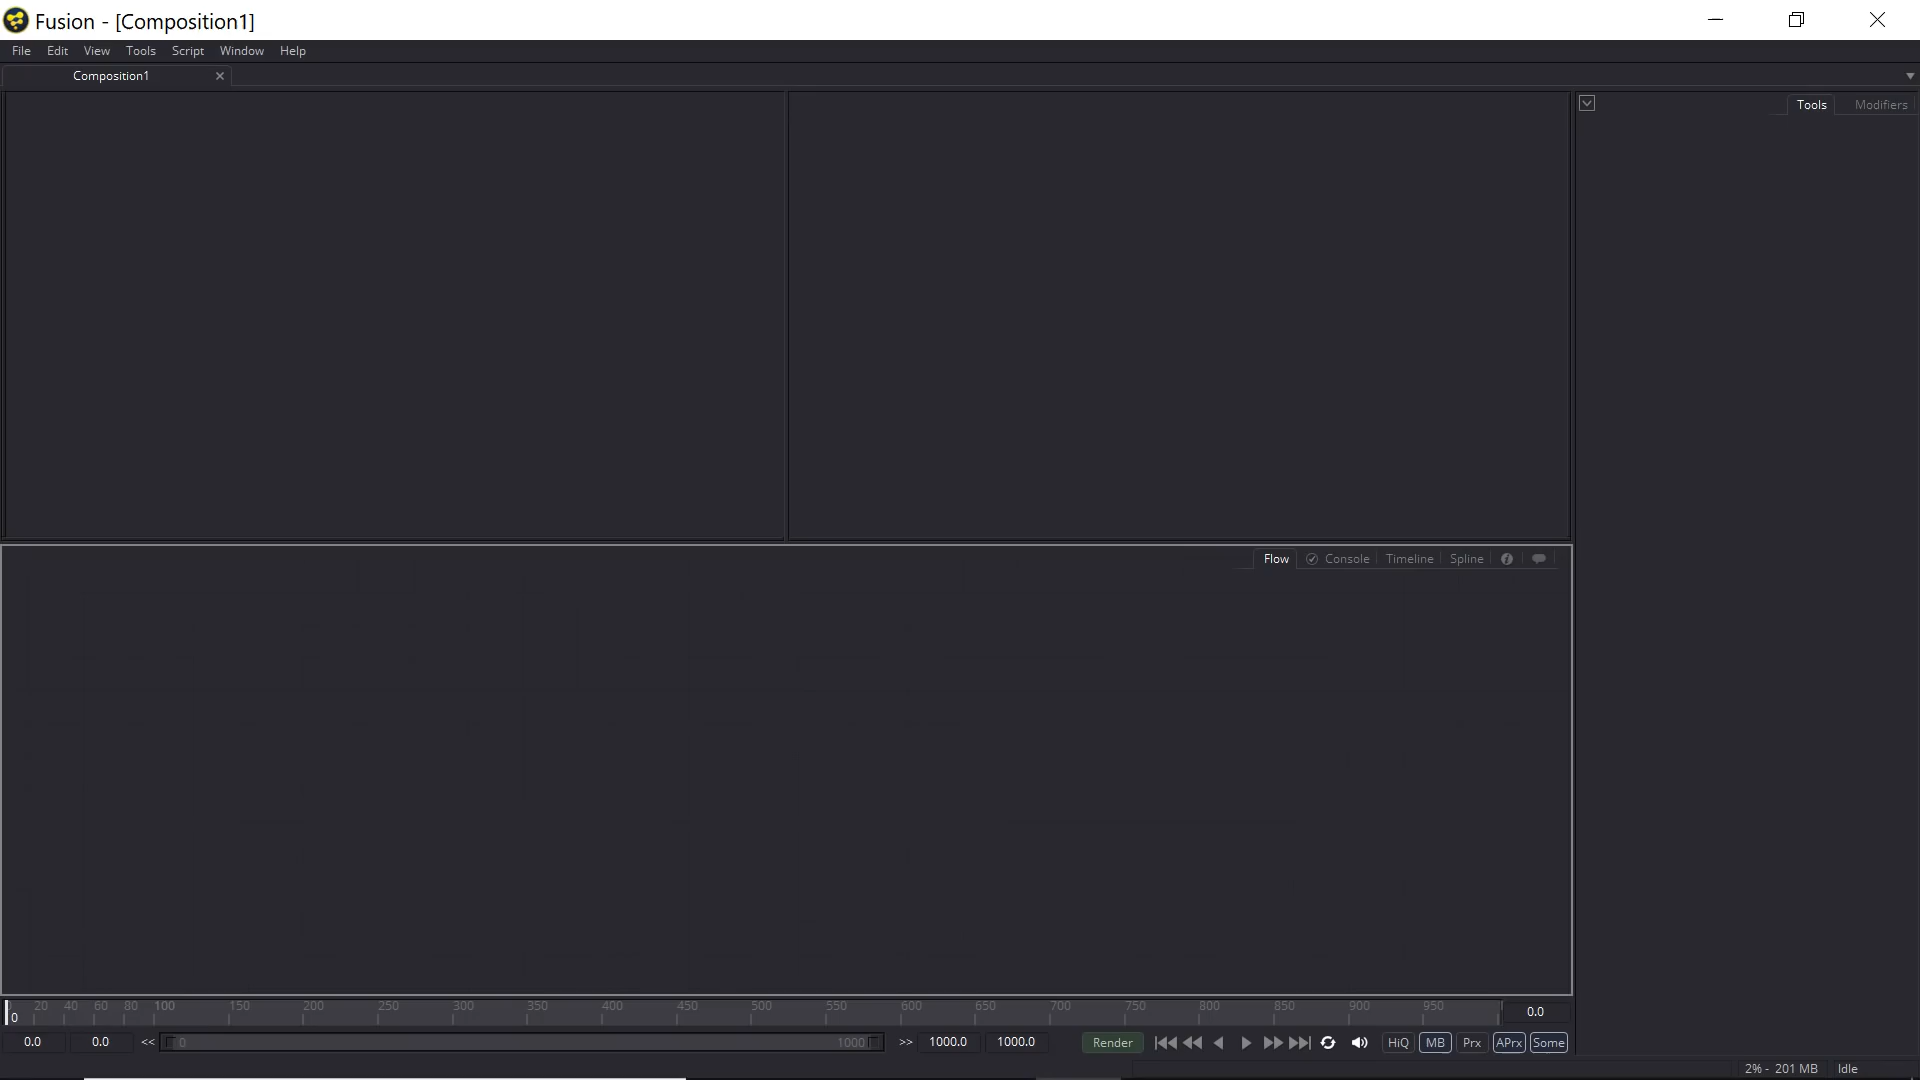 Fusion - [Composition1]
File Edit View Tools Script Window Help
Composition1
Tools Modifiers
Flow Console Timeline Spline
0 20 40 60 80 100 150 200 250 300 350 400 450 500 550 600 650 700 750 800 850 900 950 0.0
0.0 0.0 << 0 1000 >> 1000.0 1000.0 Render HiQ MB Prx APrx Some
2% - 201 MB Idle